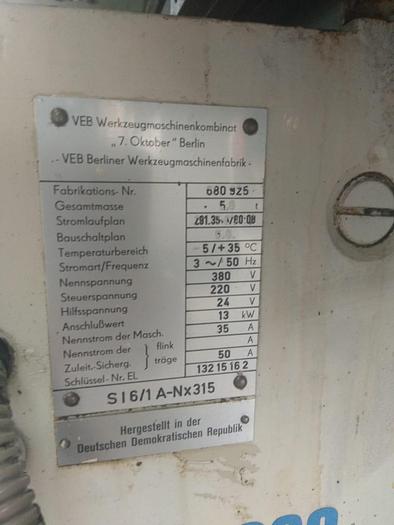 VEB Werkzeugmaschinenkombinat
„7. Oktober" Berlin
- VEB Berliner Werkzeugmaschinenfabrik -
Fabrikations-Nr. 680 925
Gesamtmasse t
Stromlaufplan
Bauschaltplan
Temperaturbereich -5/+35 °C
Stromart/Frequenz 3 ~/50 Hz
Nennspannung 380 V
Steuerspannung 220 V
Hilfsspannung 24 V
Anschlußwert 13 kW
Nennstrom der Masch. 35 A
Nennstrom der } flink A
Zuleit.-Sicherg. } träge 50 A
Schlüssel-Nr. EL 132 15 16 2
S I 6/1 A-Nx315
Hergestellt in der
Deutschen Demokratischen Republik